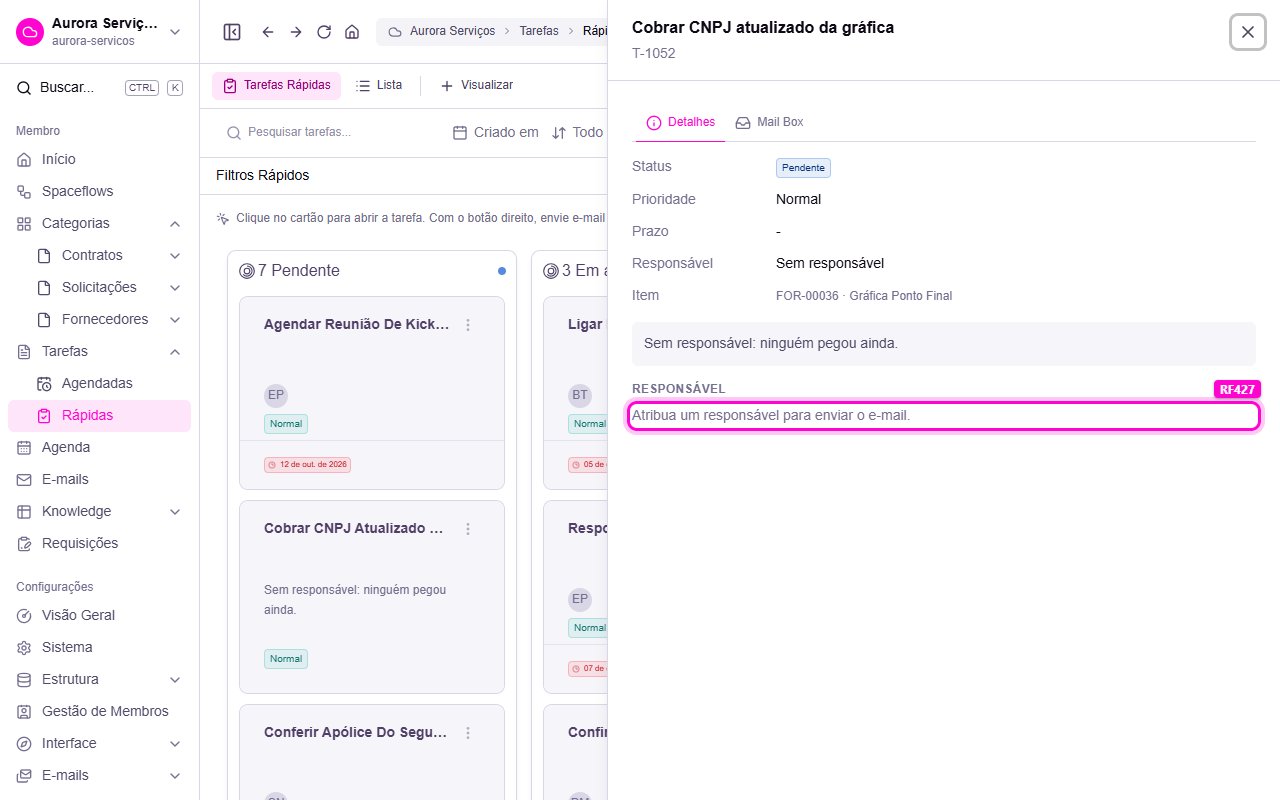 Aurora Serviç...
aurora-servicos
Buscar... CTRL K
Membro
Início
Spaceflows
Categorias
Contratos
Solicitações
Fornecedores
Tarefas
Agendadas
Rápidas
Agenda
E-mails
Knowledge
Requisições
Configurações
Visão Geral
Sistema
Estrutura
Gestão de Membros
Interface
E-mails
Aurora Serviços > Tarefas > Rápi
Tarefas Rápidas Lista Visualizar
Pesquisar tarefas... Criado em Todo
Filtros Rápidos
Clique no cartão para abrir a tarefa. Com o botão direito, envie e-mail
7 Pendente
Agendar Reunião De Kick...
EP
Normal
12 de out. de 2026
Cobrar CNPJ Atualizado ...
Sem responsável: ninguém pegou
ainda.
Normal
Conferir Apólice Do Segu...
3 Em a
Ligar
BT
Normal
05 de
Respo
EP
Normal
07 de
Confir
Cobrar CNPJ atualizado da gráfica
T-1052
Detalhes Mail Box
Status Pendente
Prioridade Normal
Prazo -
Responsável Sem responsável
Item FOR-00036 · Gráfica Ponto Final
Sem responsável: ninguém pegou ainda.
RESPONSÁVEL RF427
Atribua um responsável para enviar o e-mail.